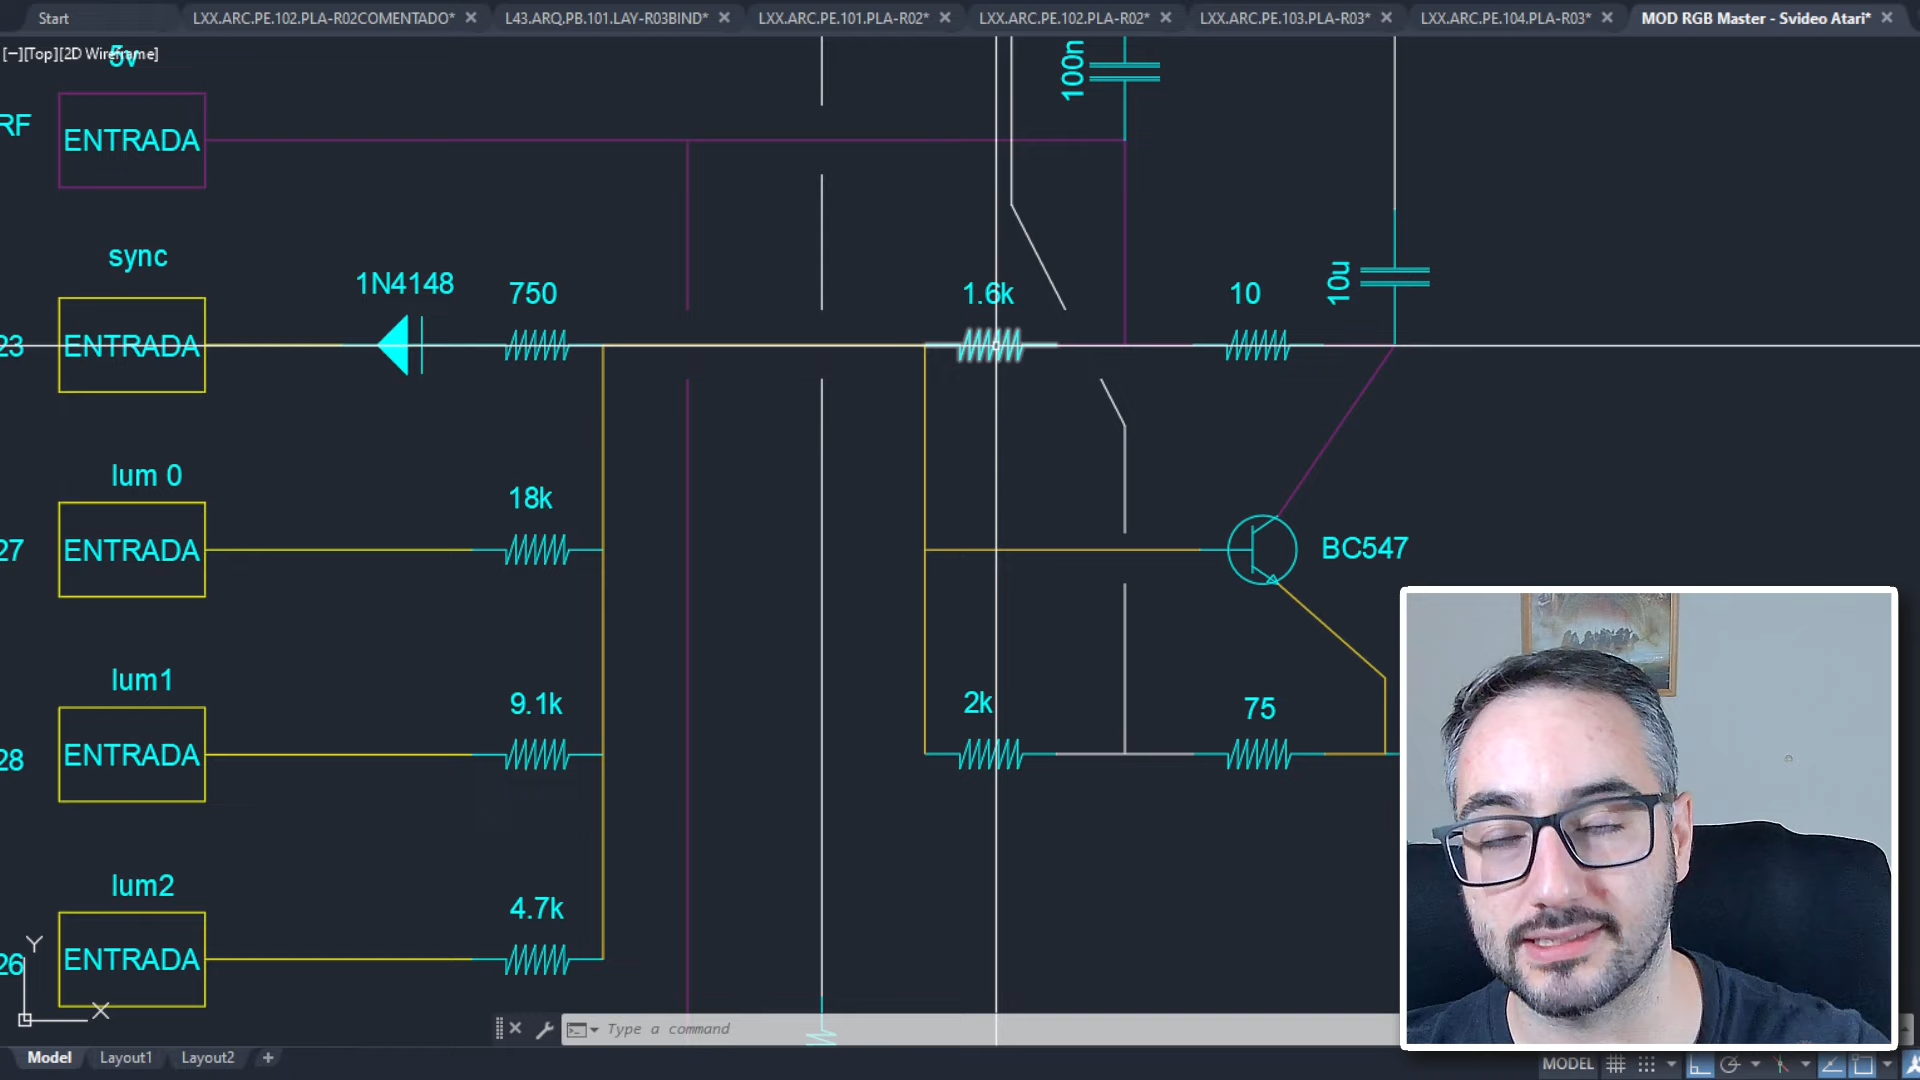 Start
LXX.ARC.PE.102.PLA-R02COMENTADO*
L43.ARQ.PB.101.LAY-R03BIND*
LXX.ARC.PE.101.PLA-R02*
LXX.ARC.PE.102.PLA-R02*
LXX.ARC.PE.103.PLA-R03*
LXX.ARC.PE.104.PLA-R03*
MOD RGB Master - Svideo Atari*
[−][Top][2D Wireframe]
5v
RF
ENTRADA
100n
sync
1N4148
750
1.6k
10
10u
23
ENTRADA
lum 0
18k
27
ENTRADA
BC547
lum1
9.1k
2k
75
28
ENTRADA
lum2
4.7k
26
ENTRADA
Y
X
Type a command
Model
Layout1
Layout2
MODEL